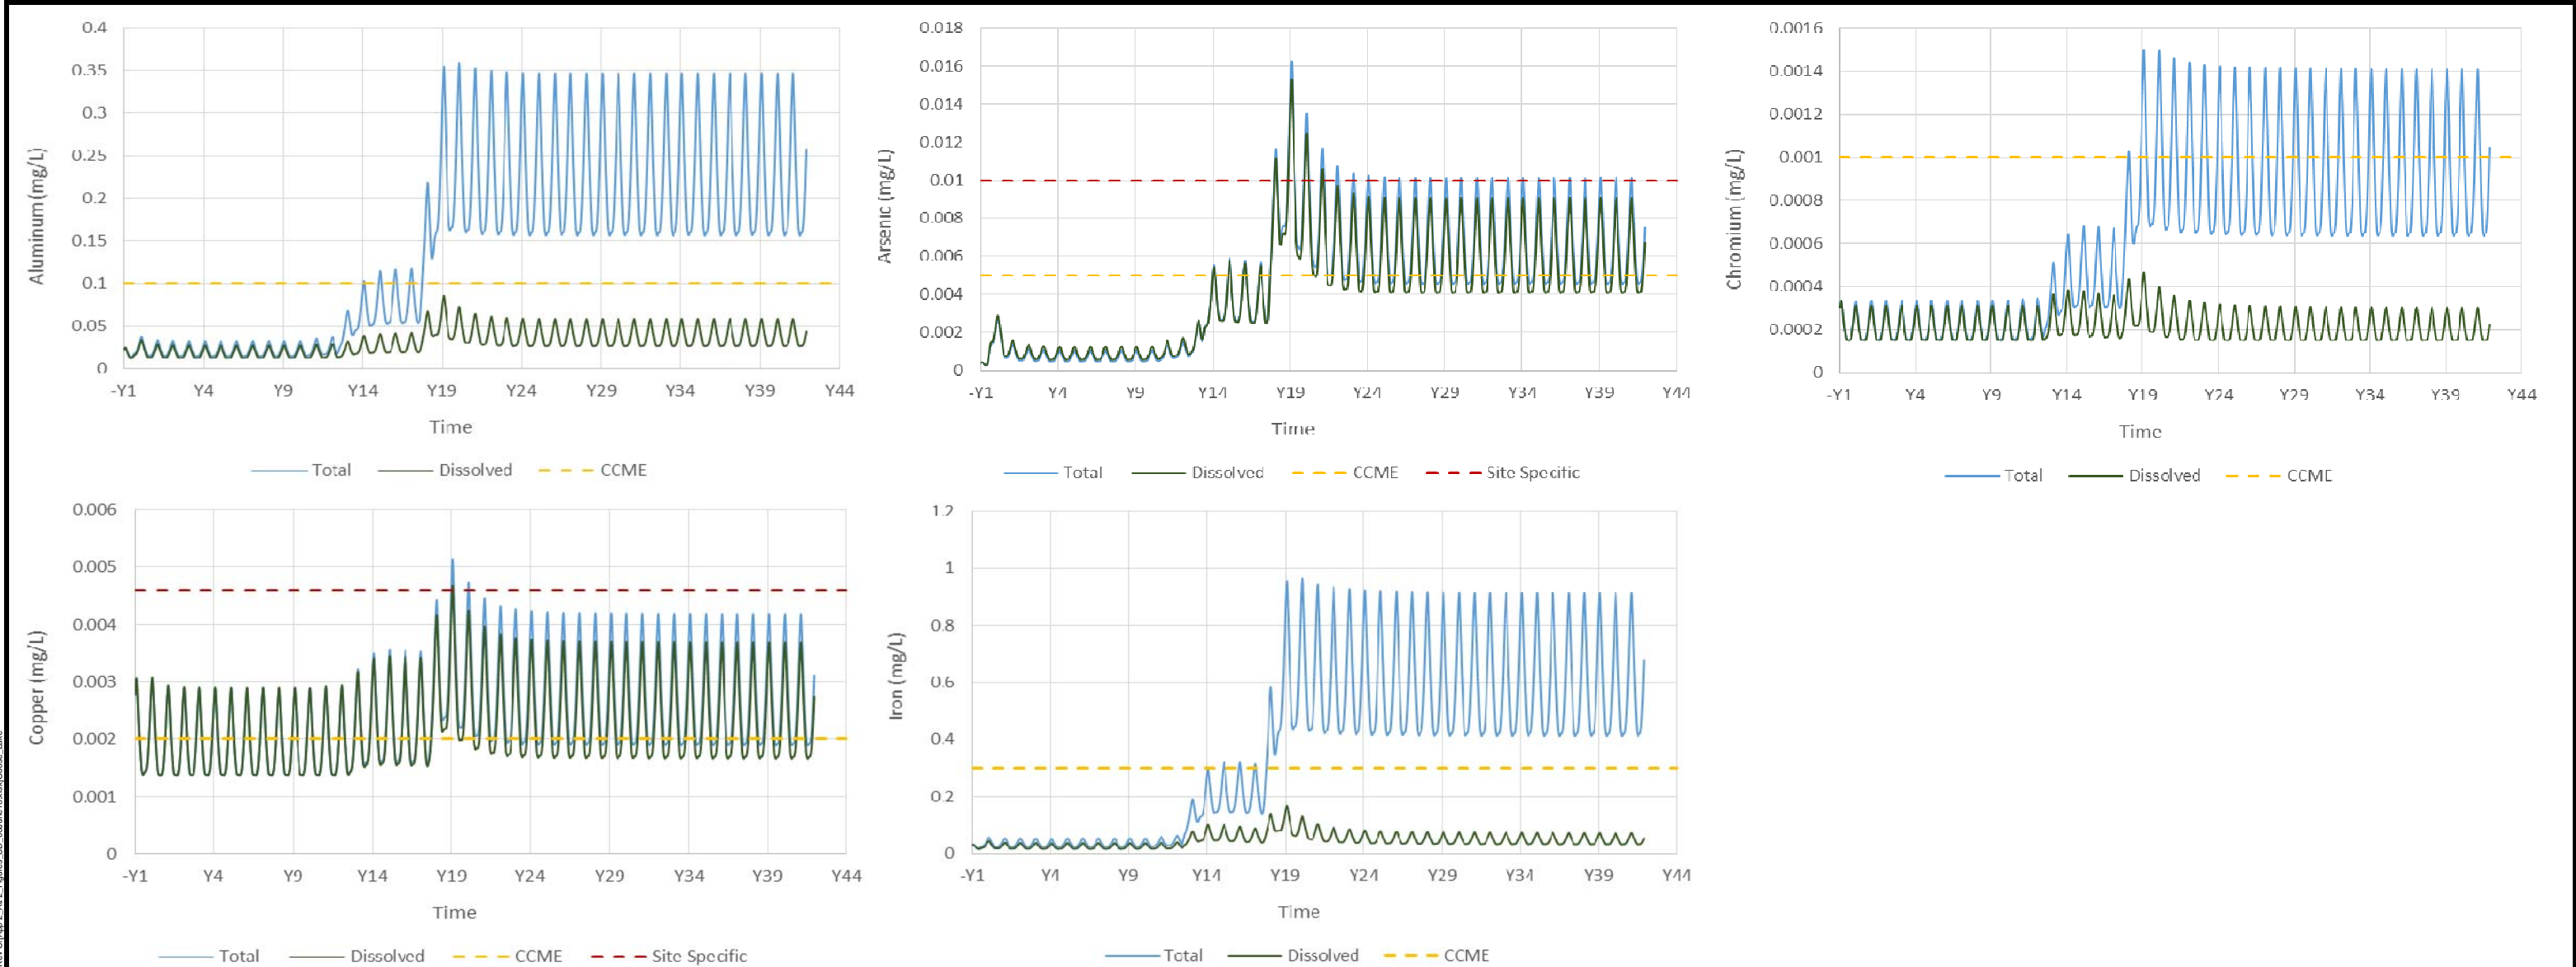 0.4
0.35
0.3
0.25
0.2
0.15
0.1
0.05
0
Aluminum (mg/L)
-Y1 Y4 Y9 Y14 Y19 Y24 Y29 Y34 Y39 Y44
Time
Total Dissolved CCME
0.018
0.016
0.014
0.012
0.01
0.008
0.006
0.004
0.002
0
Arsenic (mg/L)
-Y1 Y4 Y9 Y14 Y19 Y24 Y29 Y34 Y39 Y44
Time
Total Dissolved CCME Site Specific
0.0016
0.0014
0.0012
0.001
0.0008
0.0006
0.0004
0.0002
0
Chromium (mg/L)
-Y1 Y4 Y9 Y14 Y19 Y24 Y29 Y34 Y39 Y44
Time
Total Dissolved CCME
0.006
0.005
0.004
0.003
0.002
0.001
0
Copper (mg/L)
-Y1 Y4 Y9 Y14 Y19 Y24 Y29 Y34 Y39 Y44
Time
Total Dissolved CCME Site Specific
1.2
1
0.8
0.6
0.4
0.2
0
Iron (mg/L)
-Y1 Y4 Y9 Y14 Y19 Y24 Y29 Y34 Y39 Y44
Time
Total Dissolved CCME